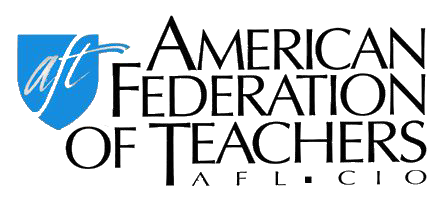 aft
AMERICAN
FEDERATION
OF TEACHERS
AFL▪CIO